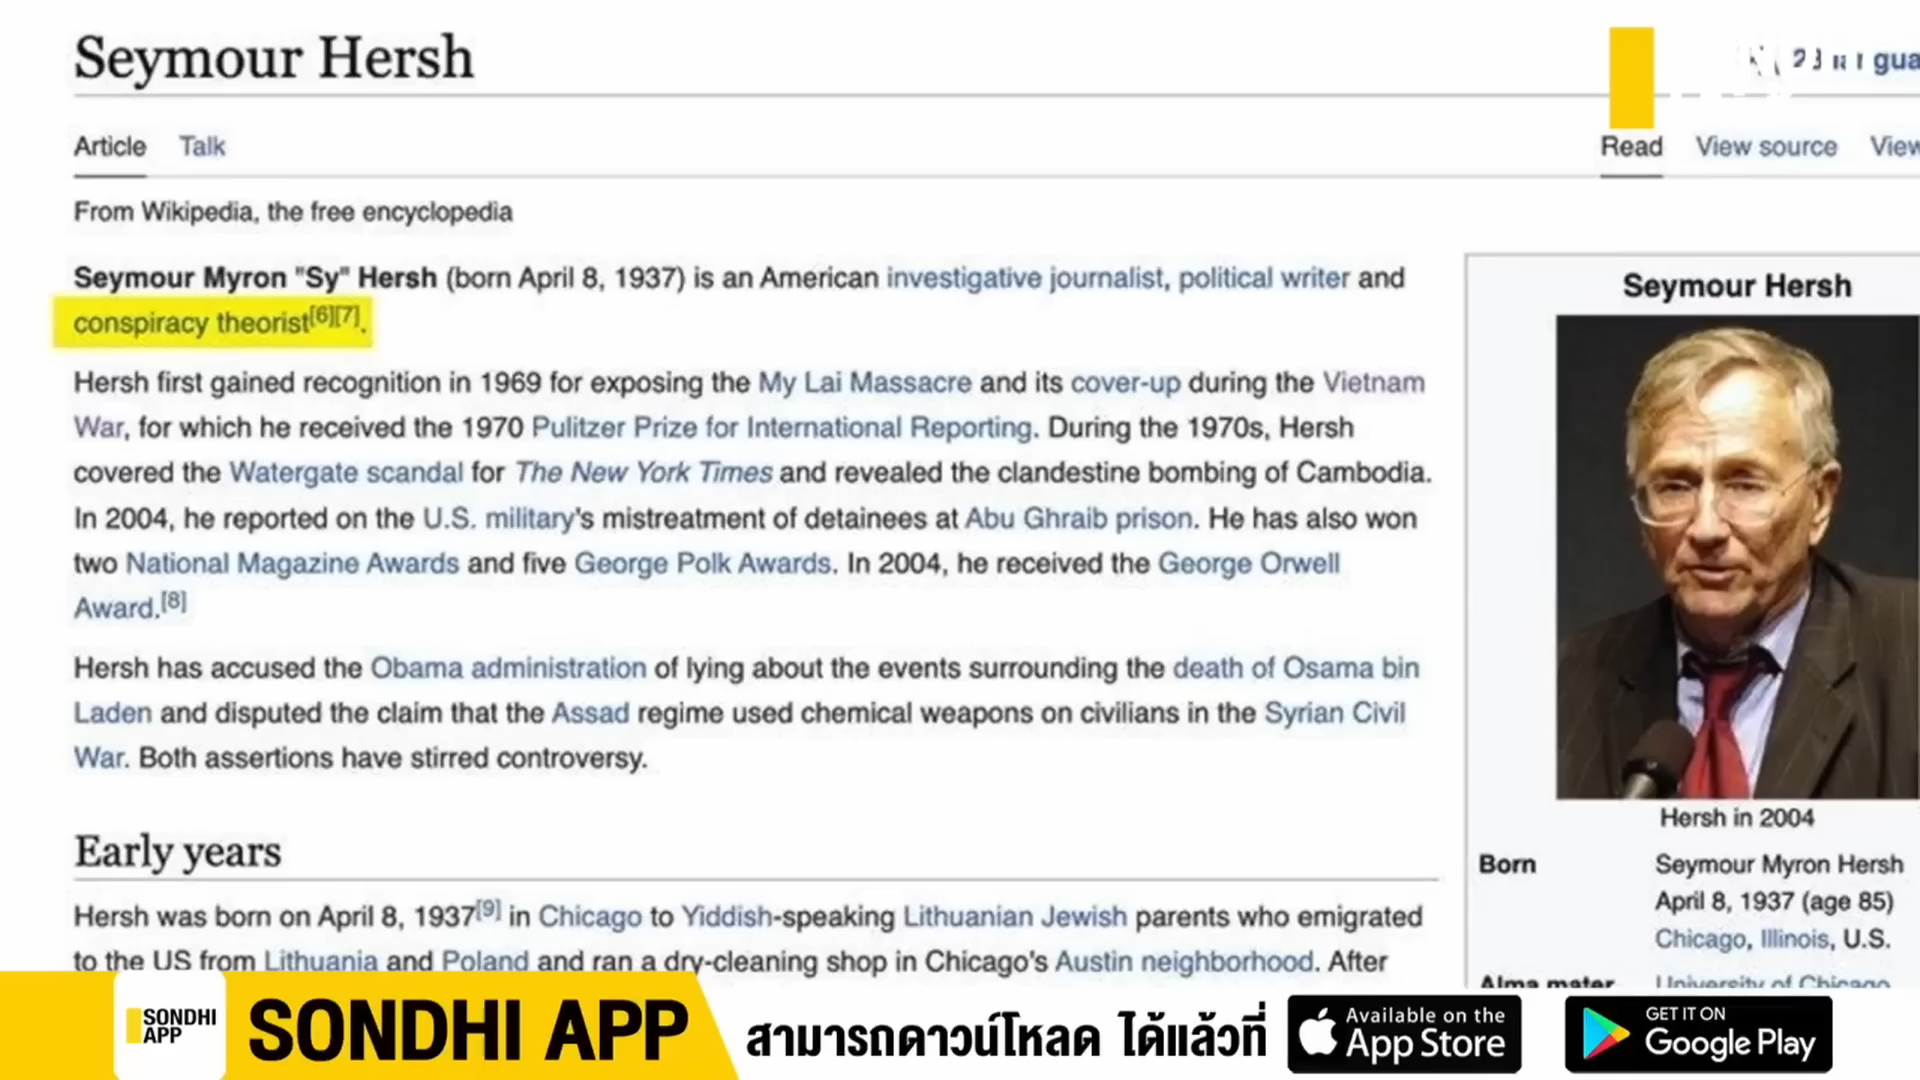 Seymour Hersh
Article Talk
Read View source View
From Wikipedia, the free encyclopedia
Seymour Myron "Sy" Hersh (born April 8, 1937) is an American investigative journalist, political writer and
conspiracy theorist[6][7].
Hersh first gained recognition in 1969 for exposing the My Lai Massacre and its cover-up during the Vietnam
War, for which he received the 1970 Pulitzer Prize for International Reporting. During the 1970s, Hersh
covered the Watergate scandal for The New York Times and revealed the clandestine bombing of Cambodia.
In 2004, he reported on the U.S. military's mistreatment of detainees at Abu Ghraib prison. He has also won
two National Magazine Awards and five George Polk Awards. In 2004, he received the George Orwell
Award.[8]
Hersh has accused the Obama administration of lying about the events surrounding the death of Osama bin
Laden and disputed the claim that the Assad regime used chemical weapons on civilians in the Syrian Civil
War. Both assertions have stirred controversy.
Early years
Hersh was born on April 8, 1937[9] in Chicago to Yiddish-speaking Lithuanian Jewish parents who emigrated
to the US from Lithuania and Poland and ran a dry-cleaning shop in Chicago's Austin neighborhood. After
Seymour Hersh
Hersh in 2004
Born Seymour Myron Hersh
April 8, 1937 (age 85)
Chicago, Illinois, U.S.
Alma mater University of Chicago
SONDHI
APP
SONDHI APP
สามารถดาวน์โหลด ได้แล้วที่
Available on the
App Store
GET IT ON
Google Play